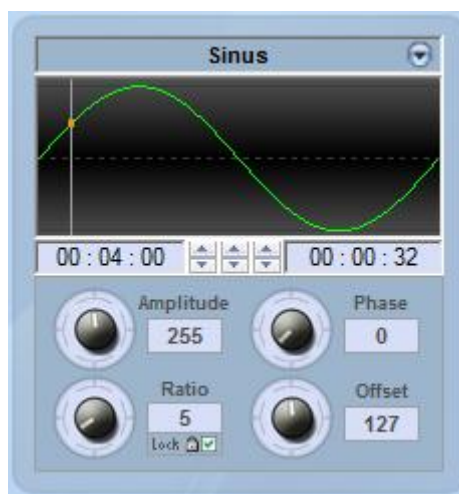 Sinus
00 : 04 : 00 00 : 00 : 32
Amplitude Phase
255 0
Ratio Offset
5 127
Lock